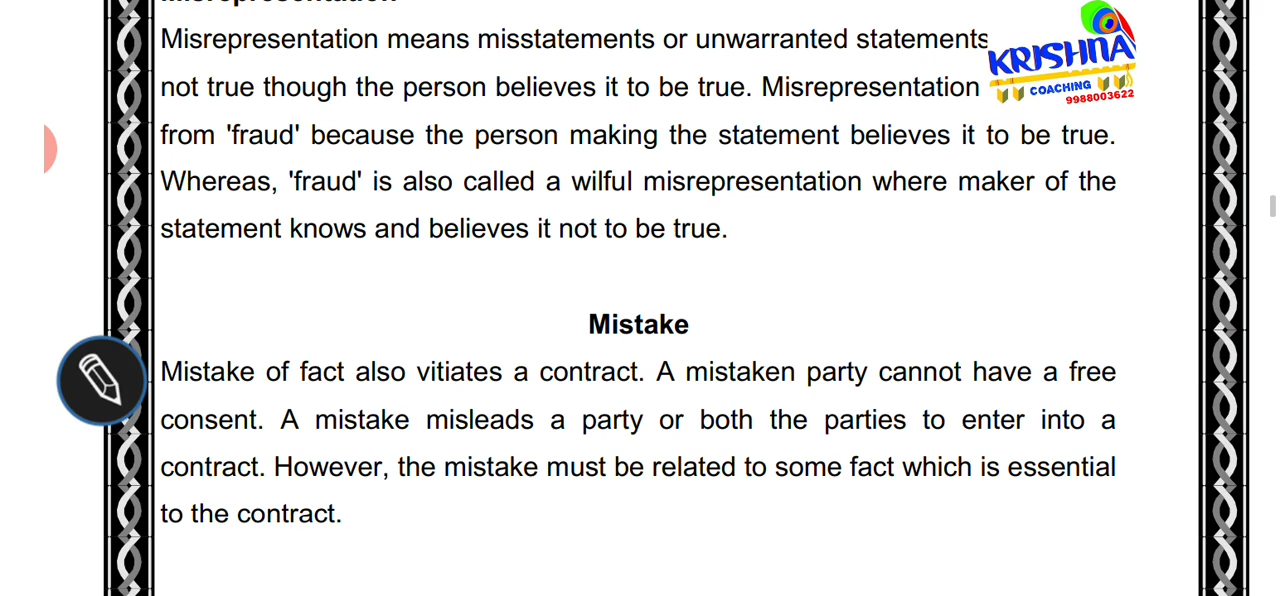 Misrepresentation
Misrepresentation means misstatements or unwarranted statements
not true though the person believes it to be true. Misrepresentation
from 'fraud' because the person making the statement believes it to be true.
Whereas, 'fraud' is also called a wilful misrepresentation where maker of the
statement knows and believes it not to be true.
KRISHNA
COACHING
9988003622
Mistake
Mistake of fact also vitiates a contract. A mistaken party cannot have a free
consent. A mistake misleads a party or both the parties to enter into a
contract. However, the mistake must be related to some fact which is essential
to the contract.